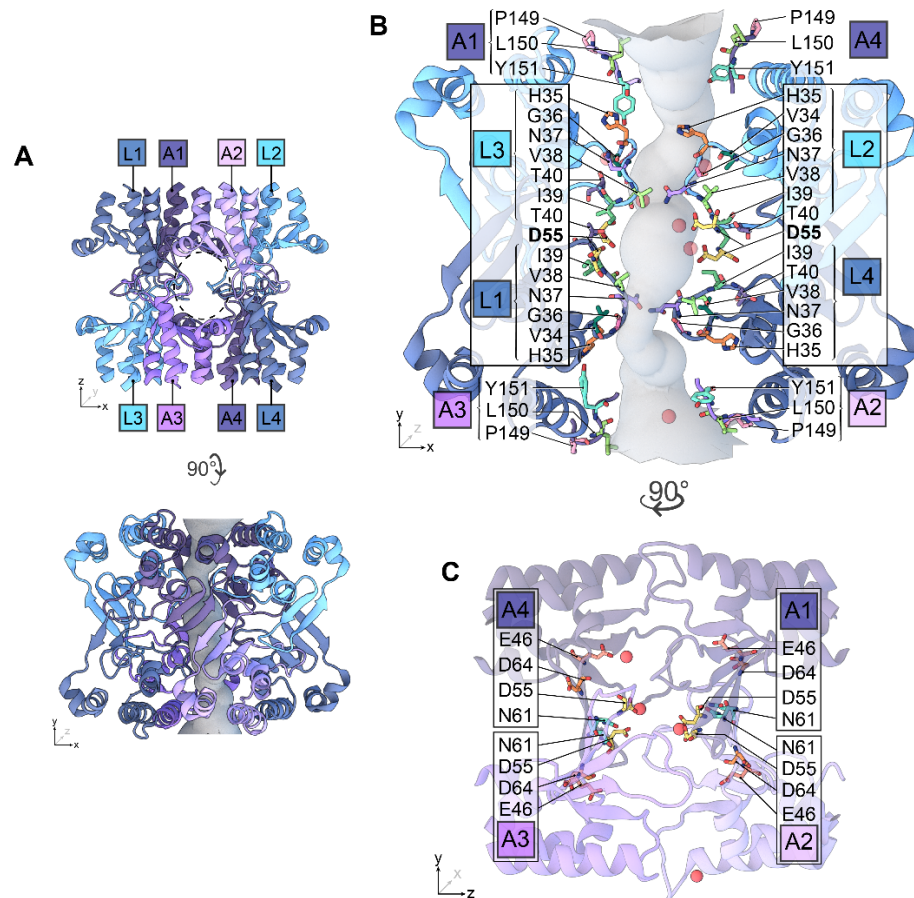 A
L1 A1 A2 L2
z
y
x
L3 A3 A4 L4
90°
y
z
x
B
A1
P149
L150
Y151
L3
H35
G36
N37
V38
T40
I39
T40
D55
I39
V38
N37
G36
V34
H35
L1
A3
Y151
L150
P149
y
z
x
P149
L150
Y151
A4
H35
V34
G36
N37
V38
I39
T40
D55
I39
T40
V38
N37
G36
H35
L2
L4
Y151
L150
P149
A2
90°
C
A4
E46
D64
D55
N61
N61
D55
D64
E46
A3
A1
E46
D64
D55
N61
N61
D55
D64
E46
A2
y
x
z